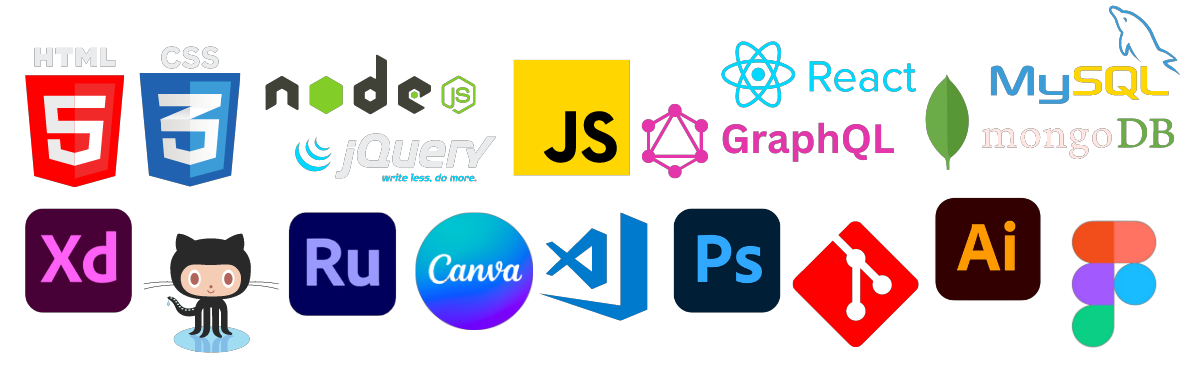 HTML
5
CSS
3
node
JS
jQuery
write less. do more.
JS
React
GraphQL
MySQL
mongoDB
Xd
Ru
Canva
Ps
Ai